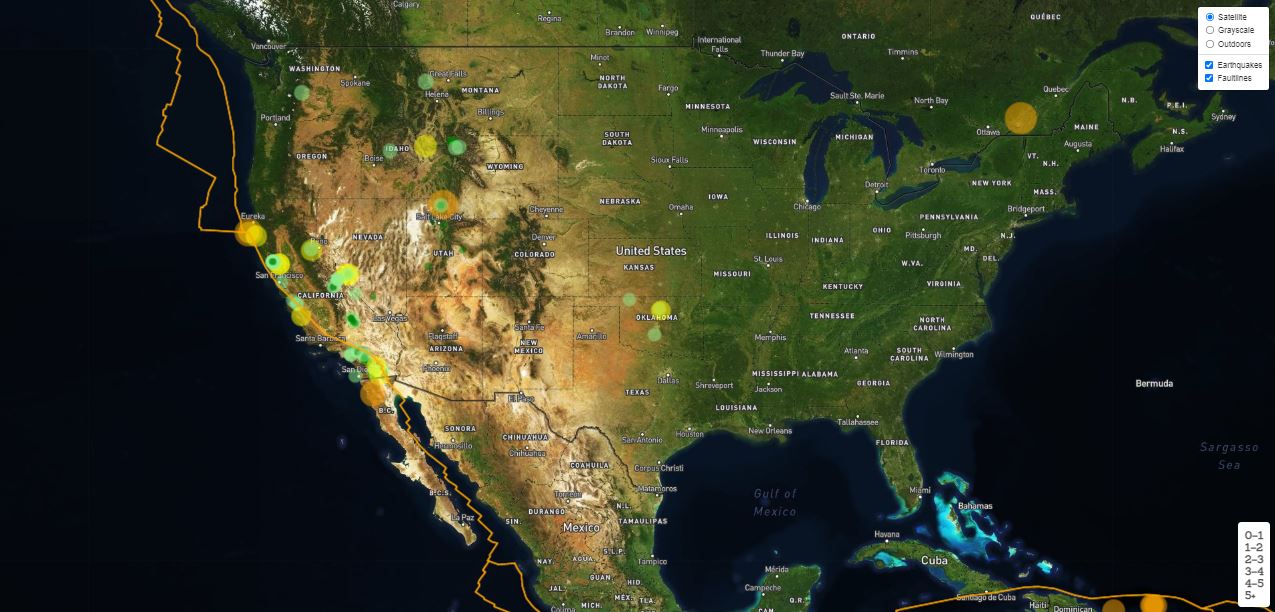 Calgary
Regina
Brandon
Winnipeg
International
Falls
Thunder Bay
ONTARIO
Timmins
QUÉBEC
Satellite
Grayscale
Outdoors
Earthquakes
Faultlines
Vancouver
WASHINGTON
Spokane
Great Falls
Helena
MONTANA
Billings
Minot
NORTH
DAKOTA
Fargo
MINNESOTA
Sault Ste. Marie
North Bay
Quebec
N.B.
P.E.I.
Sydney
Portland
OREGON
IDAHO
Boise
WYOMING
SOUTH
DAKOTA
Sioux Falls
Minneapolis
WISCONSIN
MICHIGAN
Ottawa
MAINE
Augusta
N.S.
Halifax
VT.
N.H.
Toronto
Detroit
NEW YORK
MASS.
Eureka
Salt Lake City
Cheyenne
NEBRASKA
Omaha
IOWA
Chicago
PENNSYLVANIA
Bridgeport
Reno
NEVADA
UTAH
Denver
COLORADO
United States
KANSAS
ILLINOIS
INDIANA
OHIO
Pittsburgh
N.J.
MD.
DEL.
San Francisco
CALIFORNIA
St. Louis
MISSOURI
W.VA.
KENTUCKY
VIRGINIA
Las Vegas
Santa Fe
Amarillo
OKLAHOMA
TENNESSEE
NORTH
CAROLINA
Santa Barbara
Flagstaff
ARIZONA
NEW
MEXICO
Memphis
Atlanta
SOUTH
CAROLINA
Wilmington
San Diego
Phoenix
Dallas
Shreveport
MISSISSIPPI
ALABAMA
Jackson
GEORGIA
Bermuda
B.C.
El Paso
TEXAS
LOUISIANA
SONORA
Hermosillo
CHIHUAHUA
Chihuahua
San Antonio
Houston
New Orleans
Tallahassee
FLORIDA
Sargasso
Sea
COAHUILA
Corpus Christi
B.C.S.
Torreón
Matamoros
Gulf of
Mexico
Miami
Bahamas
La Paz
SIN.
DURANGO
N.L.
Mexico
TAMAULIPAS
Havana
Cuba
NAY.
AGUA.
S.L.P.
Tampico
Mérida
Campeche
JAL.
GUAN.
HID.
Colima
MICH.
MEX.
TLA.
CAM.
Q.R.
Santiago de Cuba
Haiti
Dominican
0–1
1–2
2–3
3–4
4–5
5+